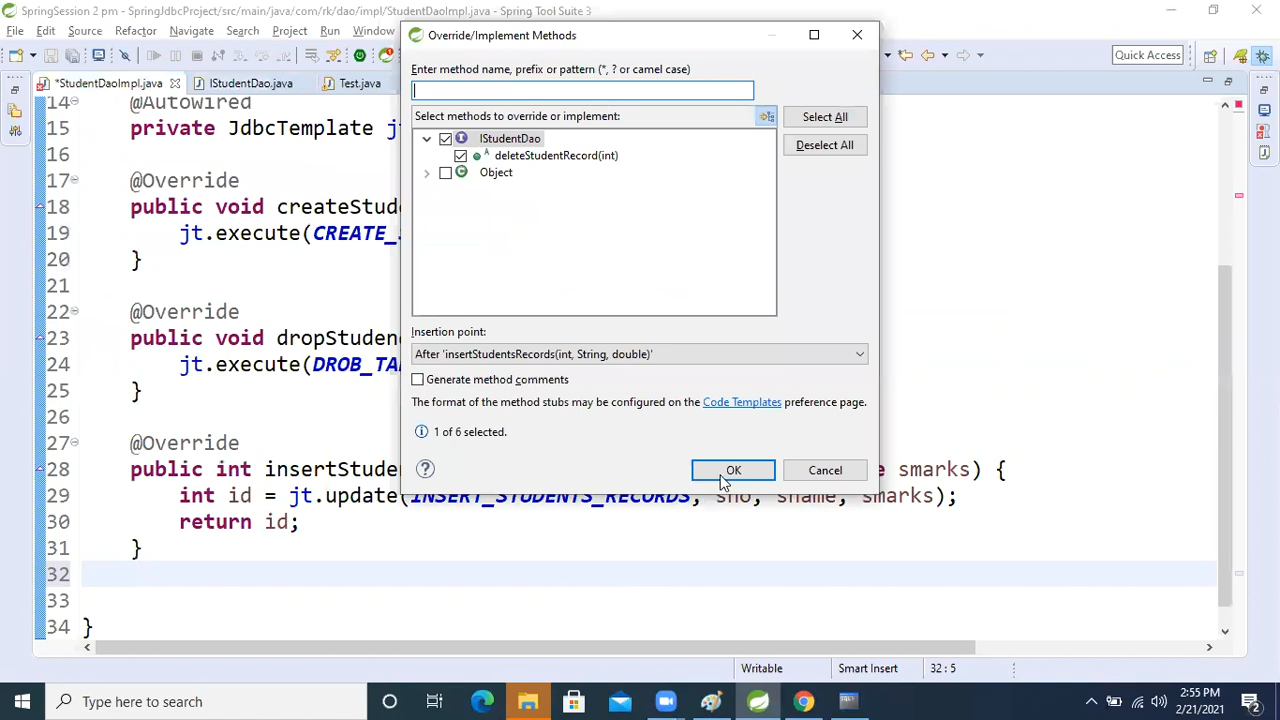 SpringSession 2 pm - SpringJdbcProject/src/main/java/com/rk/dao/impl/StudentDaoImpl.java - Spring Tool Suite 3
File Edit Source Refactor Navigate Search Project Run Window
Quick Access
*StudentDaoImpl.java
IStudentDao.java
Test.java
14 @Autowired
15 private JdbcTemplate
16
17 @Override
18 public void
19 jt.execute(
20 }
21
22 @Override
23 public void
24 jt.execute(
25 }
26
27 @Override
28 public int smarks) {
29 int id = jt.update(INSERT_STUDENTS_RECORDS, sno, sname, smarks);
30 return id;
31 }
32
33
34 }
Override/Implement Methods
Enter method name, prefix or pattern (*, ? or camel case)
Select methods to override or implement:
IStudentDao
deleteStudentRecord(int)
Object
Select All
Deselect All
Insertion point:
After 'insertStudentsRecords(int, String, double)'
Generate method comments
The format of the method stubs may be configured on the Code Templates preference page.
1 of 6 selected.
OK
Cancel
Writable
Smart Insert
32 : 5
Type here to search
2:55 PM
2/21/2021
2